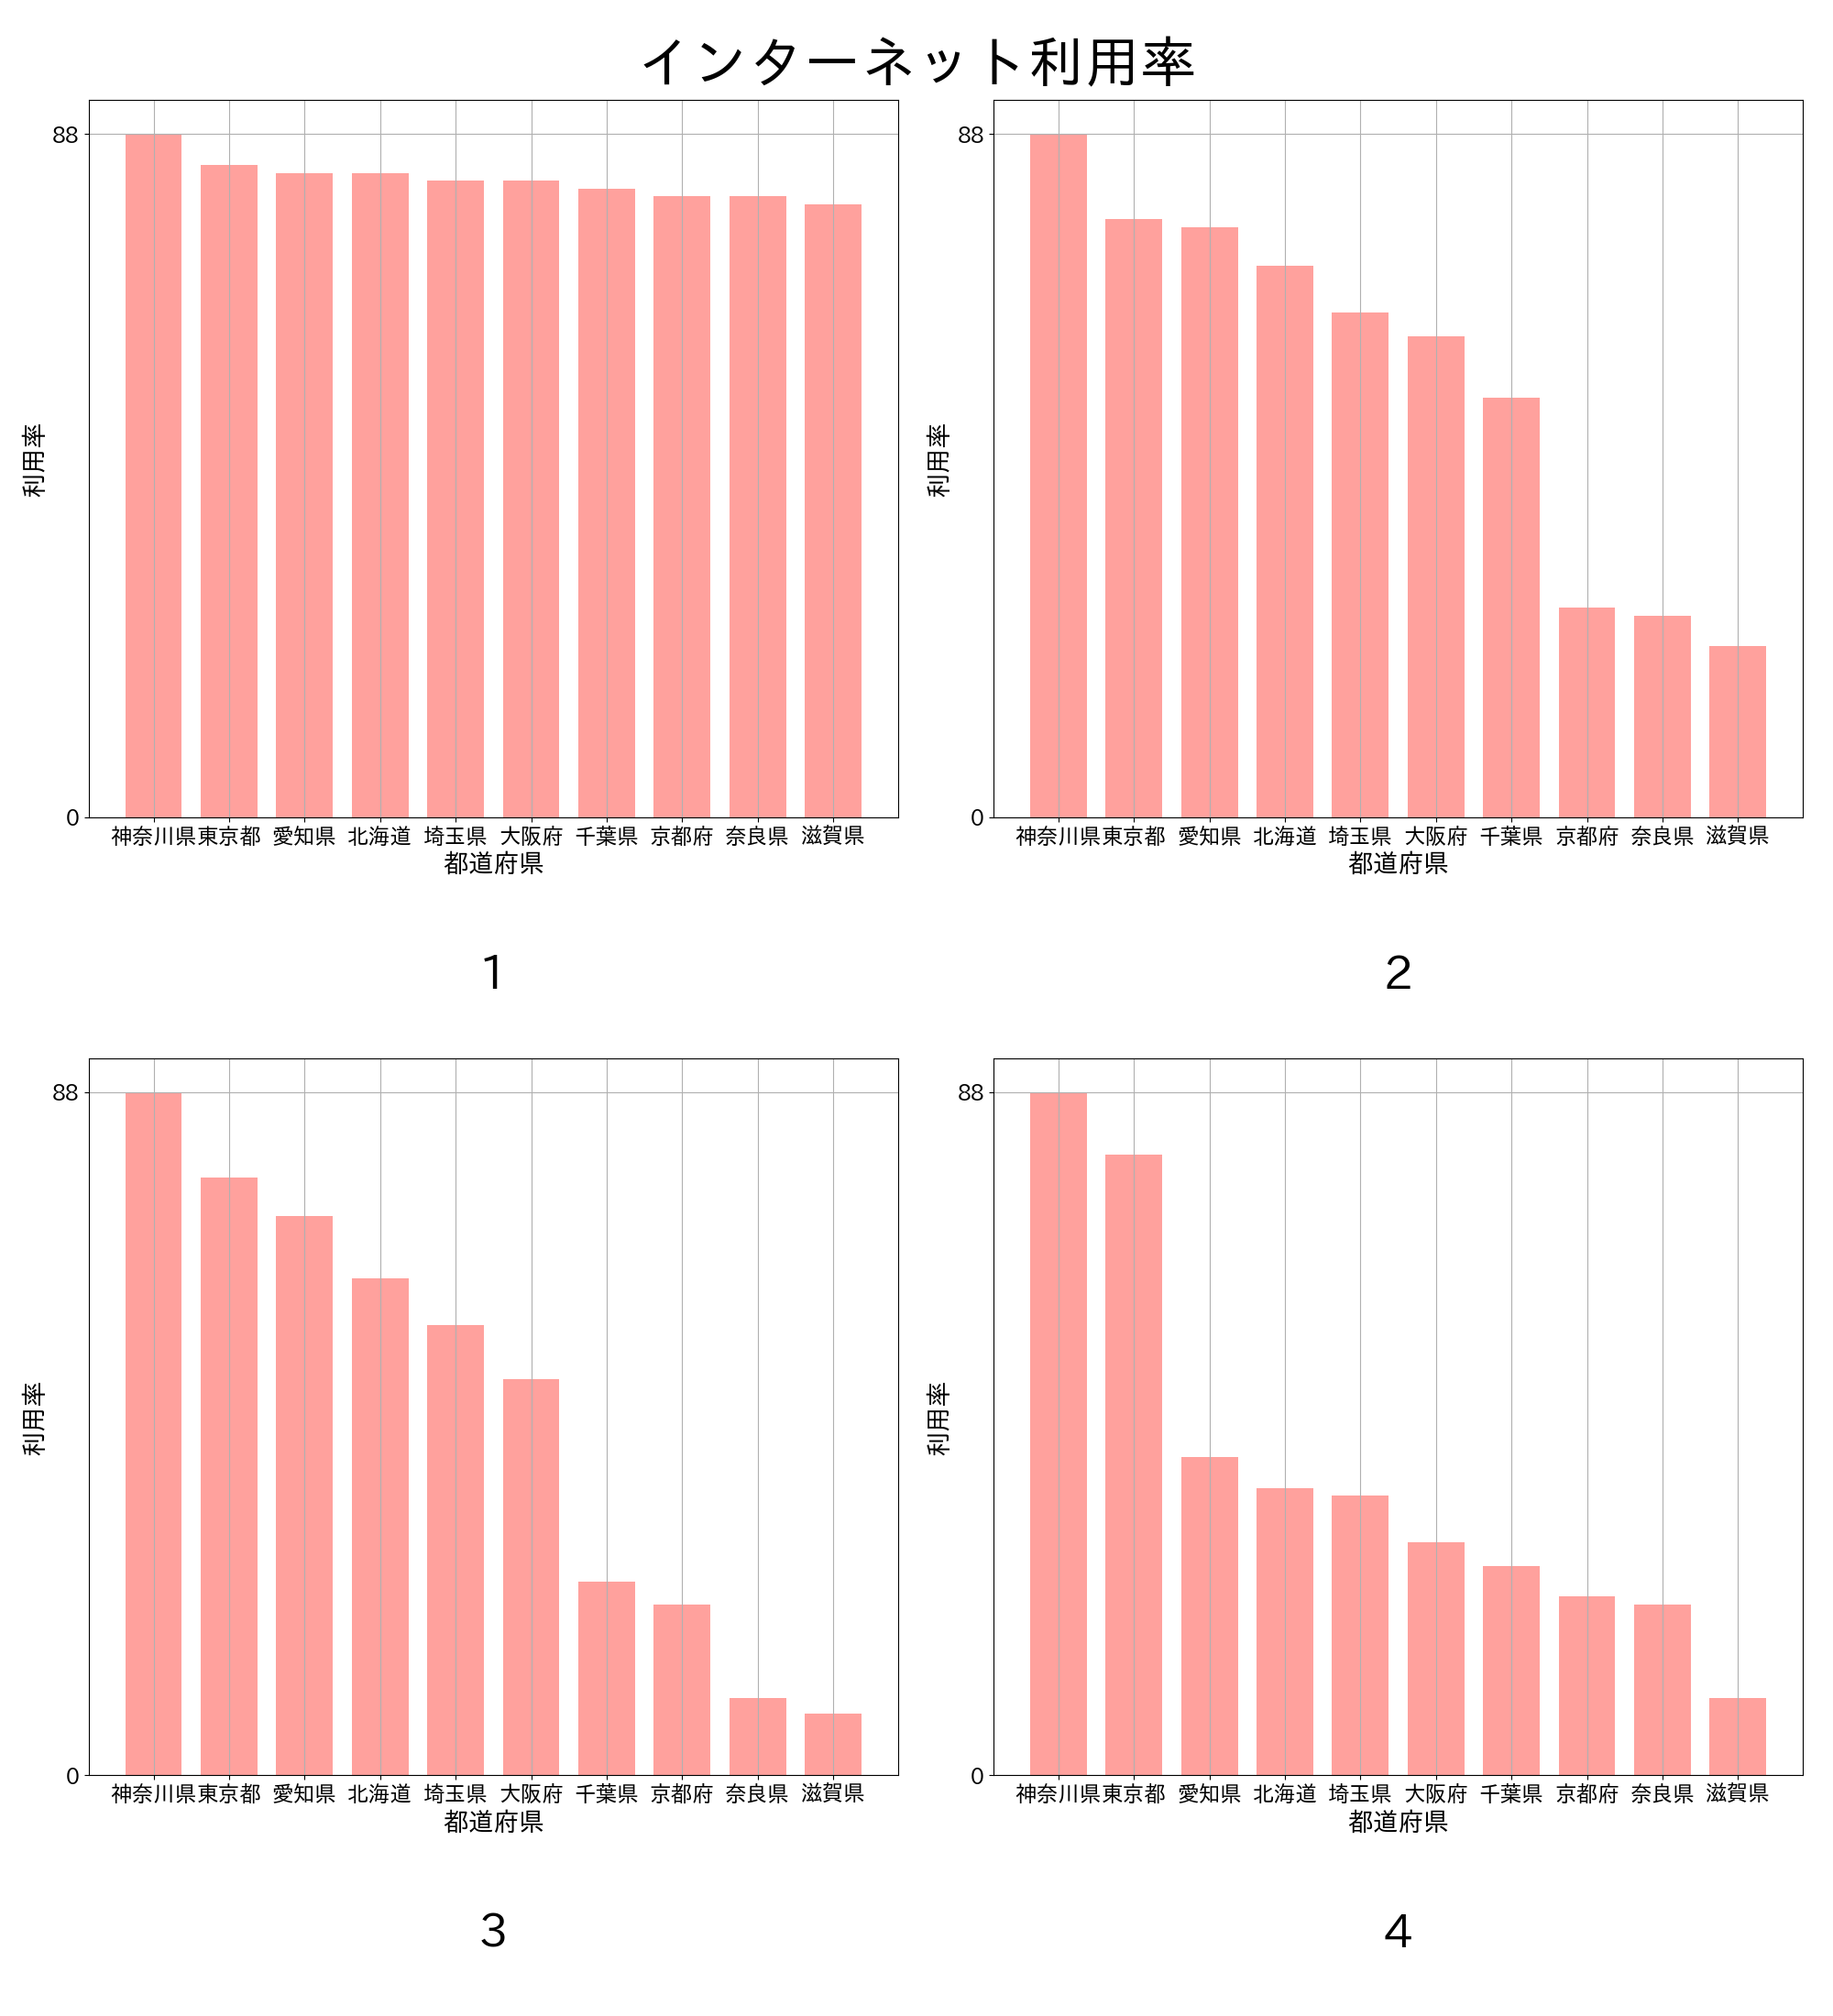 インターネット利用率
88
利用率
0
神奈川県 東京都 愛知県 北海道 埼玉県 大阪府 千葉県 京都府 奈良県 滋賀県
都道府県
1
88
利用率
0
神奈川県 東京都 愛知県 北海道 埼玉県 大阪府 千葉県 京都府 奈良県 滋賀県
都道府県
2
88
利用率
0
神奈川県 東京都 愛知県 北海道 埼玉県 大阪府 千葉県 京都府 奈良県 滋賀県
都道府県
3
88
利用率
0
神奈川県 東京都 愛知県 北海道 埼玉県 大阪府 千葉県 京都府 奈良県 滋賀県
都道府県
4